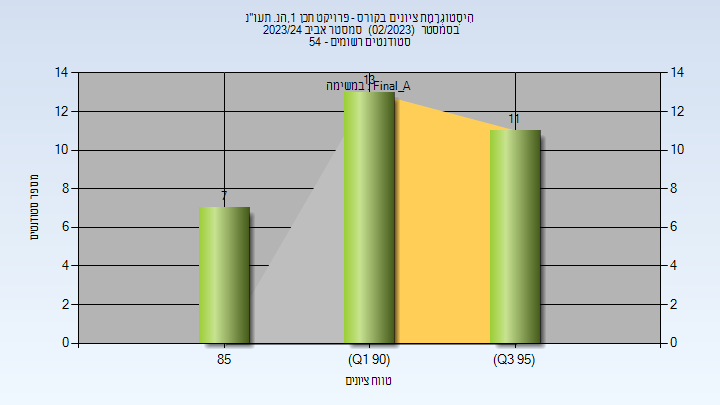 היסטוגרמת ציונים בקורס - פרויקט תכן 1,הנ. תעו"נ
בסמסטר (02/2023) סמסטר אביב 2023/24
סטודנטים רשומים - 54
במשימה : Final_A
14
12
10
8
6
4
2
0
14
12
10
8
6
4
2
0
7
13
11
85
(Q1 90)
(Q3 95)
מספר סטודנטים
טווח ציונים